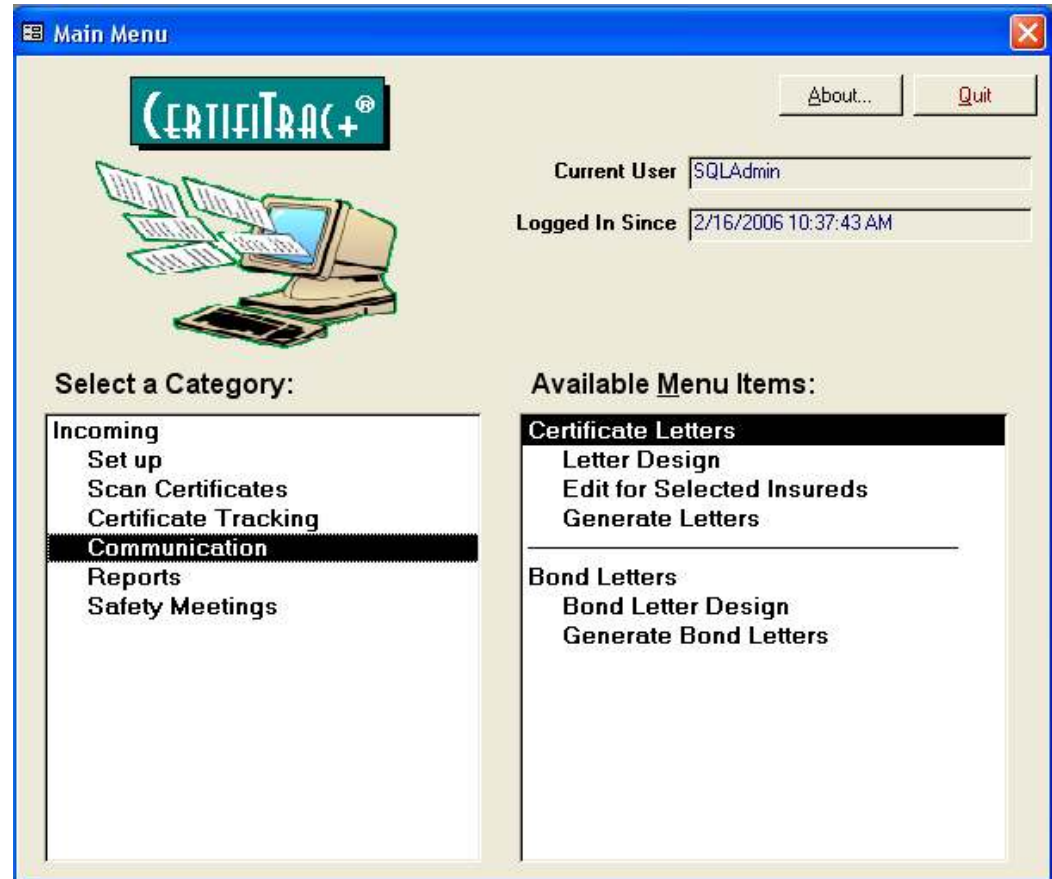 Main Menu
CERTIFITRAC+®
About...
Quit
Current User SQLAdmin
Logged In Since 2/16/2006 10:37:43 AM
Select a Category:
Incoming
Set up
Scan Certificates
Certificate Tracking
Communication
Reports
Safety Meetings
Available Menu Items:
Certificate Letters
Letter Design
Edit for Selected Insureds
Generate Letters
Bond Letters
Bond Letter Design
Generate Bond Letters